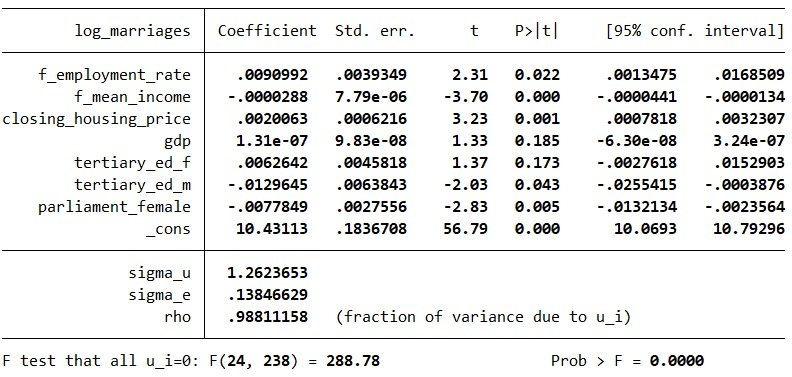 log_marriages Coefficient Std. err. t P>|t| [95% conf. interval]
f_employment_rate .0090992 .0039349 2.31 0.022 .0013475 .0168509
f_mean_income -.0000288 7.79e-06 -3.70 0.000 -.0000441 -.0000134
closing_housing_price .0020063 .0006216 3.23 0.001 .0007818 .0032307
gdp 1.31e-07 9.83e-08 1.33 0.185 -6.30e-08 3.24e-07
tertiary_ed_f .0062642 .0045818 1.37 0.173 -.0027618 .0152903
tertiary_ed_m -.0129645 .0063843 -2.03 0.043 -.0255415 -.0003876
parliament_female -.0077849 .0027556 -2.83 0.005 -.0132134 -.0023564
_cons 10.43113 .1836708 56.79 0.000 10.0693 10.79296
sigma_u 1.2623653
sigma_e .13846629
rho .98811158 (fraction of variance due to u_i)
F test that all u_i=0: F(24, 238) = 288.78 Prob > F = 0.0000